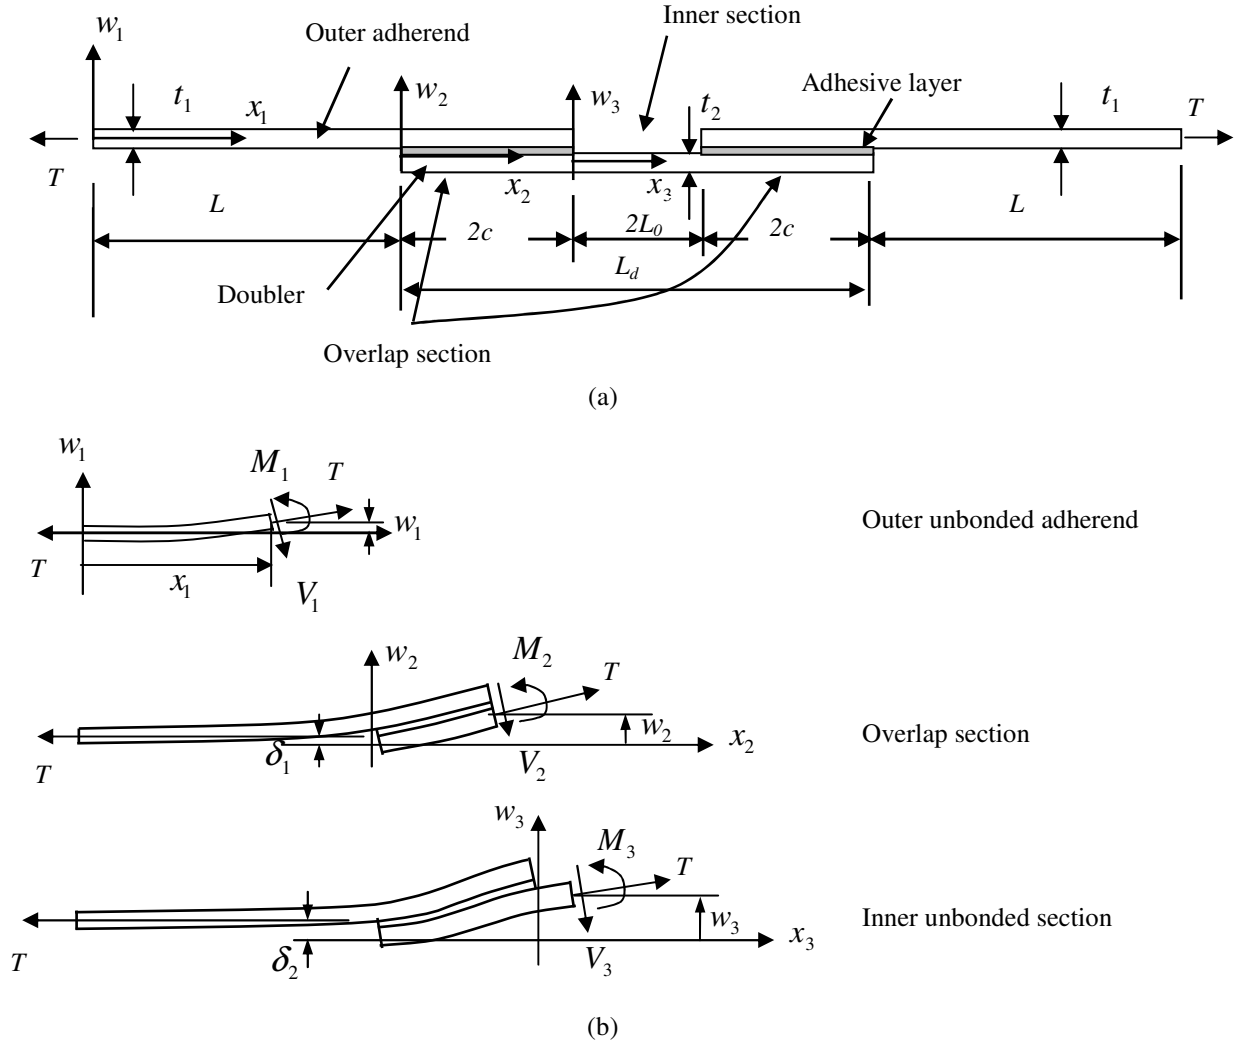 w₁
Outer adherend
Inner section
t₁
x₁
w₂
w₃
t₂
Adhesive layer
t₁
T
T
x₂
x₃
L
2c
2L₀
2c
L
L_d
Doubler
Overlap section
(a)
w₁
M₁
T
w₁
Outer unbonded adherend
T
x₁
V₁
w₂
M₂
T
w₂
x₂
Overlap section
δ₁
V₂
T
w₃
M₃
T
w₃
x₃
Inner unbonded section
δ₂
V₃
T
(b)